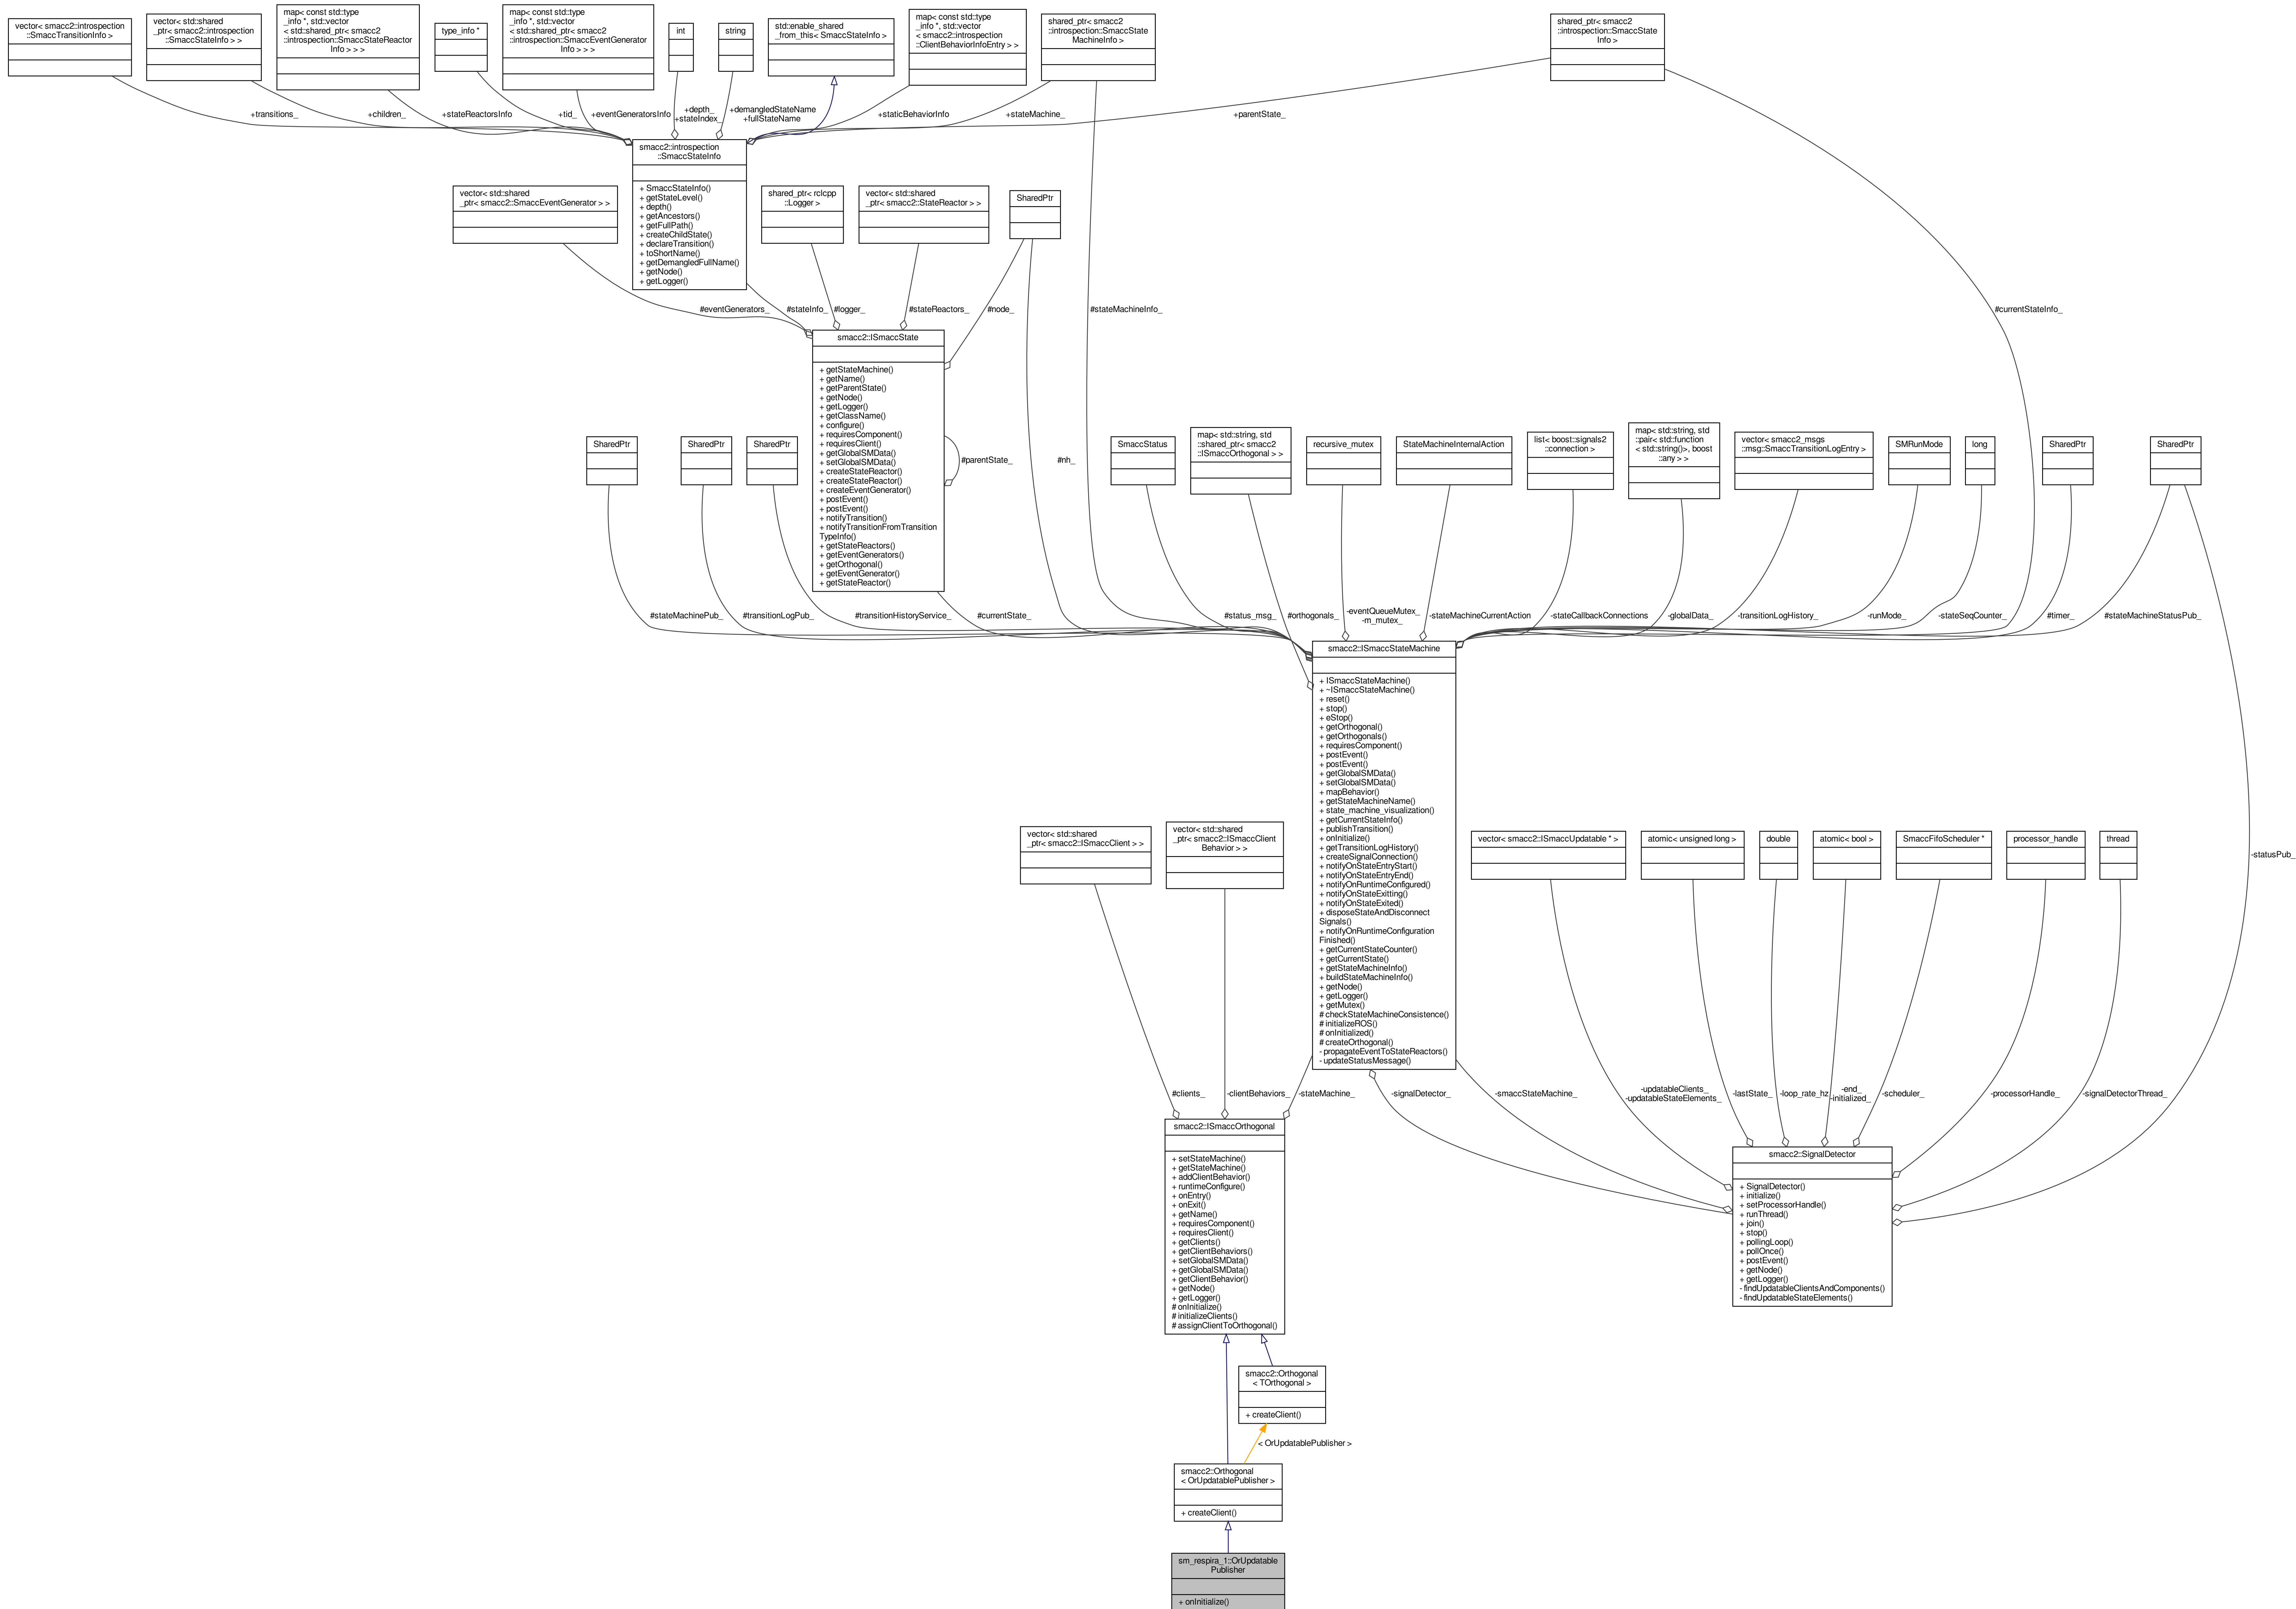 vector< smacc2::introspection
::SmaccTransitionInfo >
vector< std::shared
_ptr< smacc2::introspection
::SmaccStateInfo > >
map< const std::type
_info *, std::vector
< std::shared_ptr< smacc2
::introspection::SmaccStateReactor
Info > > >
type_info *
map< const std::type
_info *, std::vector
< std::shared_ptr< smacc2
::introspection::SmaccEventGenerator
Info > > >
int
string
std::enable_shared
_from_this< SmaccStateInfo >
map< const std::type
_info *, std::vector
< smacc2::introspection
::ClientBehaviorInfoEntry > >
shared_ptr< smacc2
::introspection::SmaccState
MachineInfo >
shared_ptr< smacc2
::introspection::SmaccState
Info >
+transitions_
+children_
+stateReactorsInfo
+tid_
+eventGeneratorsInfo
+depth_
+stateIndex_
+demangledStateName
+fullStateName
+staticBehaviorInfo
+stateMachine_
+parentState_
smacc2::introspection
::SmaccStateInfo
+ SmaccStateInfo()
+ getStateLevel()
+ depth()
+ getAncestors()
+ getFullPath()
+ createChildState()
+ declareTransition()
+ toShortName()
+ getDemangledFullName()
+ getNode()
+ getLogger()
vector< std::shared
_ptr< smacc2::SmaccEventGenerator > >
shared_ptr< rclcpp
::Logger >
vector< std::shared
_ptr< smacc2::StateReactor > >
SharedPtr
#eventGenerators_
#stateInfo_
#logger_
#stateReactors_
#node_
#stateMachineInfo_
#currentStateInfo_
smacc2::ISmaccState
+ getStateMachine()
+ getName()
+ getParentState()
+ getNode()
+ getLogger()
+ getClassName()
+ configure()
+ requiresComponent()
+ requiresClient()
+ getGlobalSMData()
+ setGlobalSMData()
+ createStateReactor()
+ createStateReactor()
+ createEventGenerator()
+ postEvent()
+ postEvent()
+ notifyTransition()
+ notifyTransitionFromTransition
TypeInfo()
+ getStateReactors()
+ getEventGenerators()
+ getOrthogonal()
+ getEventGenerator()
+ getStateReactor()
#parentState_
#nh_
SharedPtr
SharedPtr
SharedPtr
SmaccStatus
map< std::string, std
::shared_ptr< smacc2
::ISmaccOrthogonal > >
recursive_mutex
StateMachineInternalAction
list< boost::signals2
::connection >
map< std::string, std
::pair< std::function
< std::string()>, boost
::any > >
vector< smacc2_msgs
::msg::SmaccTransitionLogEntry >
SMRunMode
long
SharedPtr
SharedPtr
#stateMachinePub_
#transitionLogPub_
#transitionHistoryService_
#currentState_
#status_msg_
#orthogonals_
-eventQueueMutex_
-m_mutex_
-stateMachineCurrentAction
-stateCallbackConnections
-globalData_
-transitionLogHistory_
-runMode_
-stateSeqCounter_
#timer_
#stateMachineStatusPub_
smacc2::ISmaccStateMachine
+ ISmaccStateMachine()
+ ~ISmaccStateMachine()
+ reset()
+ stop()
+ eStop()
+ getOrthogonal()
+ getOrthogonals()
+ requiresComponent()
+ postEvent()
+ postEvent()
+ getGlobalSMData()
+ setGlobalSMData()
+ mapBehavior()
+ getStateMachineName()
+ state_machine_visualization()
+ getCurrentStateInfo()
+ publishTransition()
+ onInitialize()
+ getTransitionLogHistory()
+ createSignalConnection()
+ notifyOnStateEntryStart()
+ notifyOnStateEntryEnd()
+ notifyOnRuntimeConfigured()
+ notifyOnStateExitting()
+ notifyOnStateExited()
+ disposeStateAndDisconnect
Signals()
+ notifyOnRuntimeConfiguration
Finished()
+ getCurrentStateCounter()
+ getCurrentState()
+ getStateMachineInfo()
+ buildStateMachineInfo()
+ getNode()
+ getLogger()
+ getMutex()
# checkStateMachineConsistence()
# initializeROS()
# onInitialized()
# createOrthogonal()
- propagateEventToStateReactors()
- updateStatusMessage()
vector< std::shared
_ptr< smacc2::ISmaccClient > >
vector< std::shared
_ptr< smacc2::ISmaccClient
Behavior > >
vector< smacc2::ISmaccUpdatable * >
atomic< unsigned long >
double
atomic< bool >
SmaccFifoScheduler *
processor_handle
thread
-statusPub_
#clients_
-clientBehaviors_
-stateMachine_
-signalDetector_
-smaccStateMachine_
-updatableClients_
-updatableStateElements_
-lastState_
-loop_rate_hz
-end_
-initialized_
-scheduler_
-processorHandle_
-signalDetectorThread_
smacc2::ISmaccOrthogonal
+ setStateMachine()
+ getStateMachine()
+ addClientBehavior()
+ runtimeConfigure()
+ onEntry()
+ onExit()
+ getName()
+ requiresComponent()
+ requiresClient()
+ getClients()
+ getClientBehaviors()
+ setGlobalSMData()
+ getGlobalSMData()
+ getClientBehavior()
+ getNode()
+ getLogger()
# onInitialize()
# initializeClients()
# assignClientToOrthogonal()
smacc2::SignalDetector
+ SignalDetector()
+ initialize()
+ setProcessorHandle()
+ runThread()
+ join()
+ stop()
+ pollingLoop()
+ pollOnce()
+ postEvent()
+ getNode()
+ getLogger()
- findUpdatableClientsAndComponents()
- findUpdatableStateElements()
smacc2::Orthogonal
< TOrthogonal >
+ createClient()
< OrUpdatablePublisher >
smacc2::Orthogonal
< OrUpdatablePublisher >
+ createClient()
sm_respira_1::OrUpdatable
Publisher
+ onInitialize()